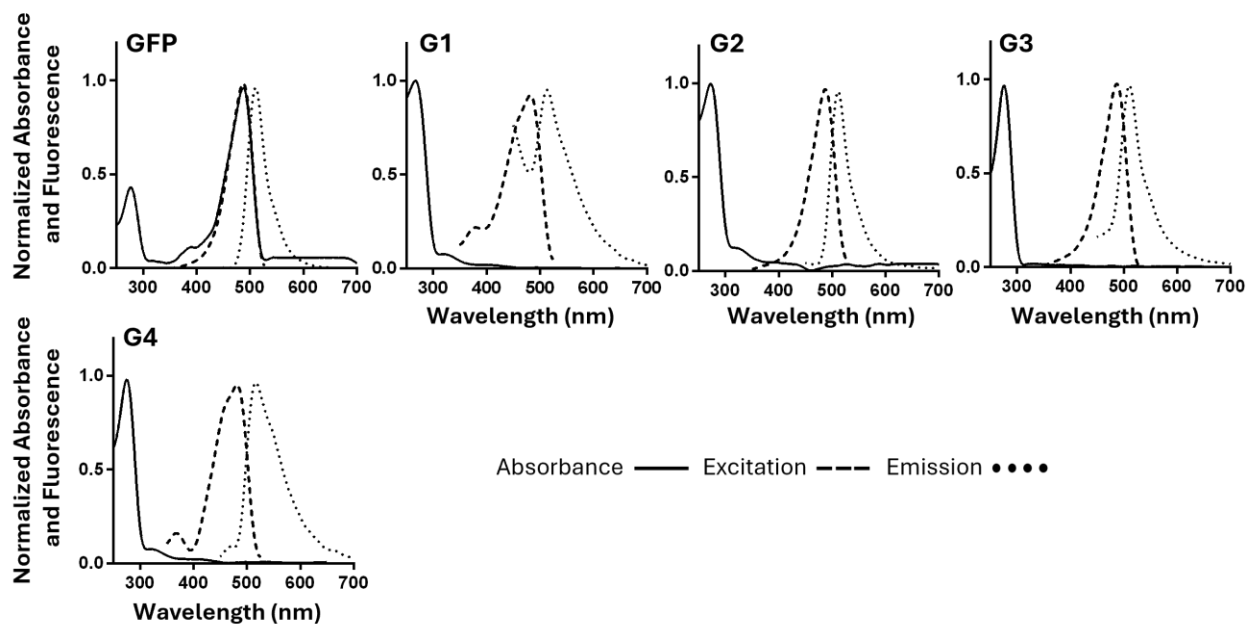 GFP
G1
G2
G3
Normalized Absorbance
and Fluorescence
1.0
0.5
0.0
300 400 500 600 700
1.0
0.5
0.0
300 400 500 600 700
Wavelength (nm)
1.0
0.5
0.0
300 400 500 600 700
Wavelength (nm)
1.0
0.5
0.0
300 400 500 600 700
Wavelength (nm)
G4
Normalized Absorbance
and Fluorescence
1.0
0.5
0.0
300 400 500 600 700
Wavelength (nm)
Absorbance Excitation Emission